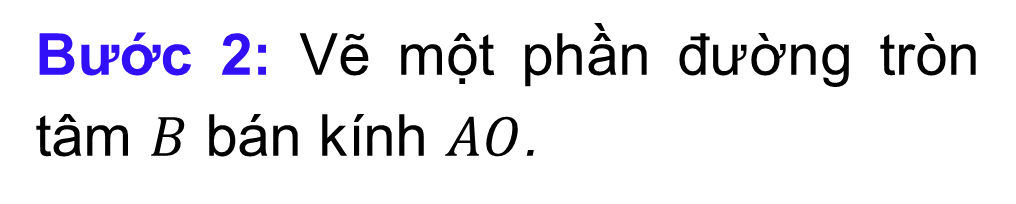 Bước 2: Vẽ một phần đường tròn
tâm B bán kính AO.